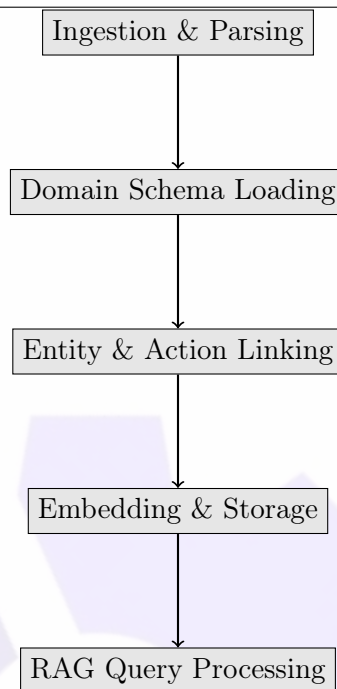 Ingestion & Parsing
Domain Schema Loading
Entity & Action Linking
Embedding & Storage
RAG Query Processing